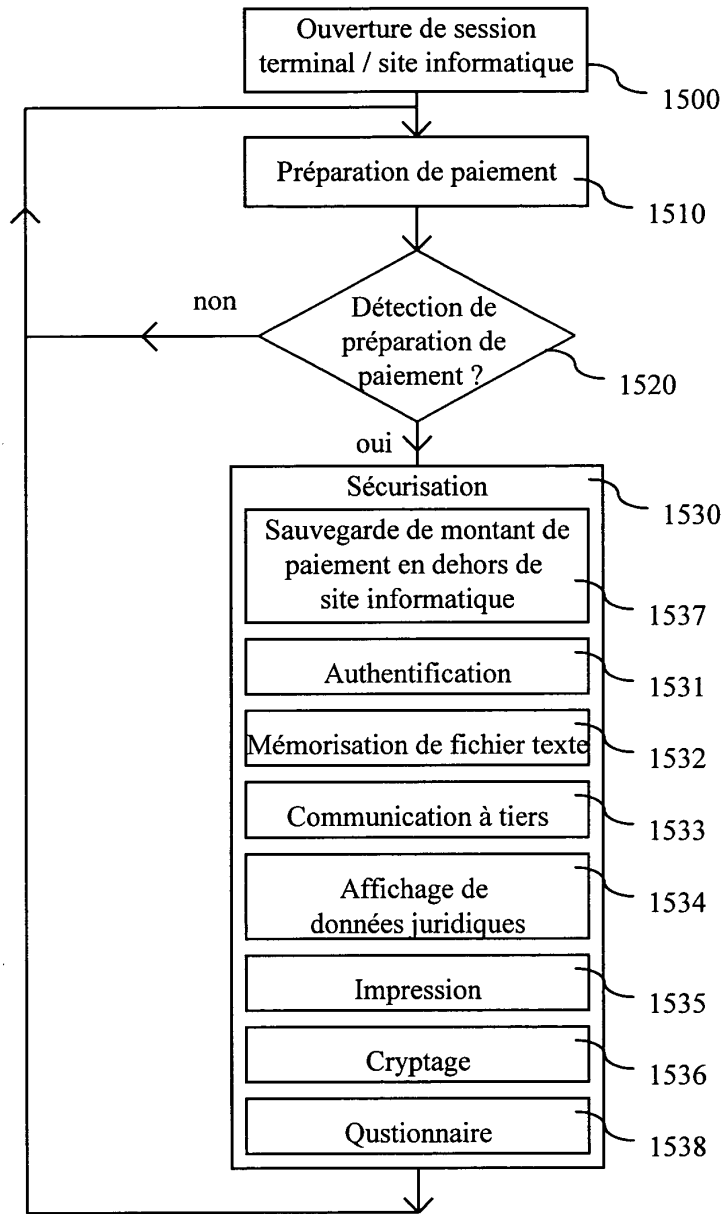 Ouverture de session
terminal / site informatique
1500
Préparation de paiement
1510
non
Détection de
préparation de
paiement ?
1520
oui
Sécurisation
1530
Sauvegarde de montant de
paiement en dehors de
site informatique
1537
Authentification
1531
Mémorisation de fichier texte
1532
Communication à tiers
1533
Affichage de
données juridiques
1534
Impression
1535
Cryptage
1536
Qustionnaire
1538